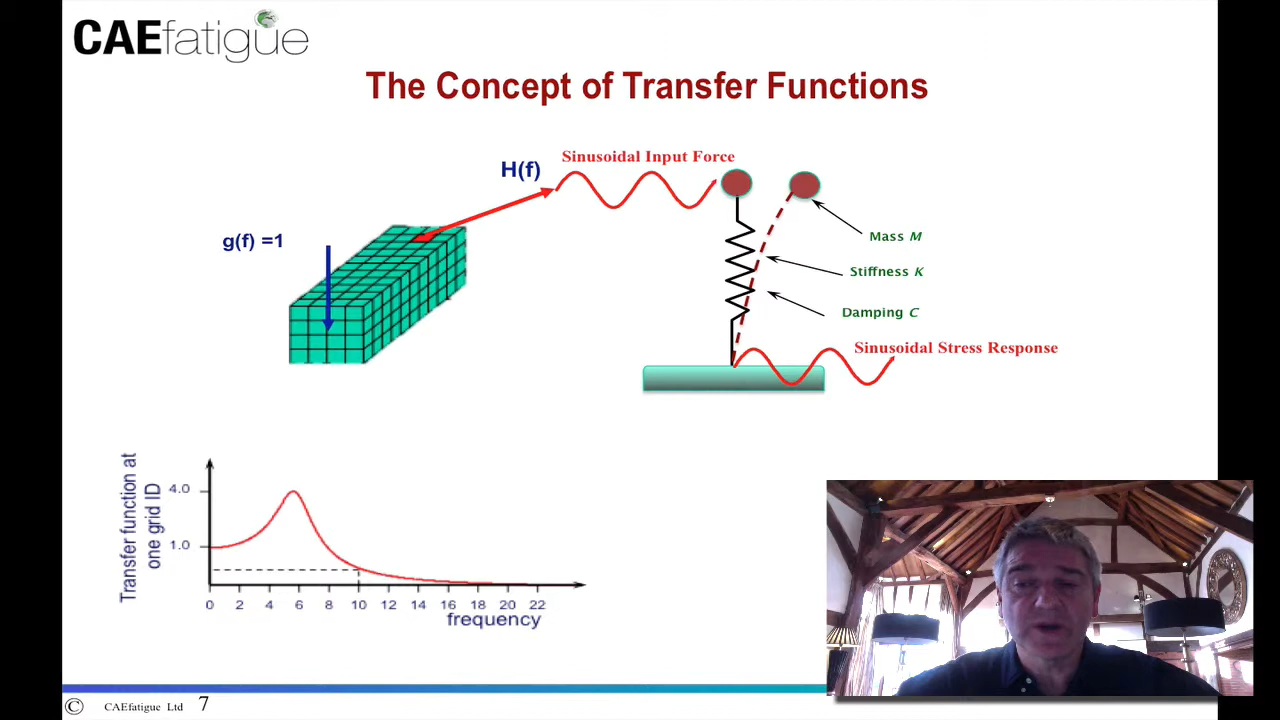 CAEfatigue
The Concept of Transfer Functions
H(f)
Sinusoidal Input Force
g(f) =1
Mass M
Stiffness K
Damping C
Sinusoidal Stress Response
Transfer function at
one grid ID
4.0
1.0
0 2 4 6 8 10 12 14 16 18 20 22
frequency
© CAEfatigue Ltd 7